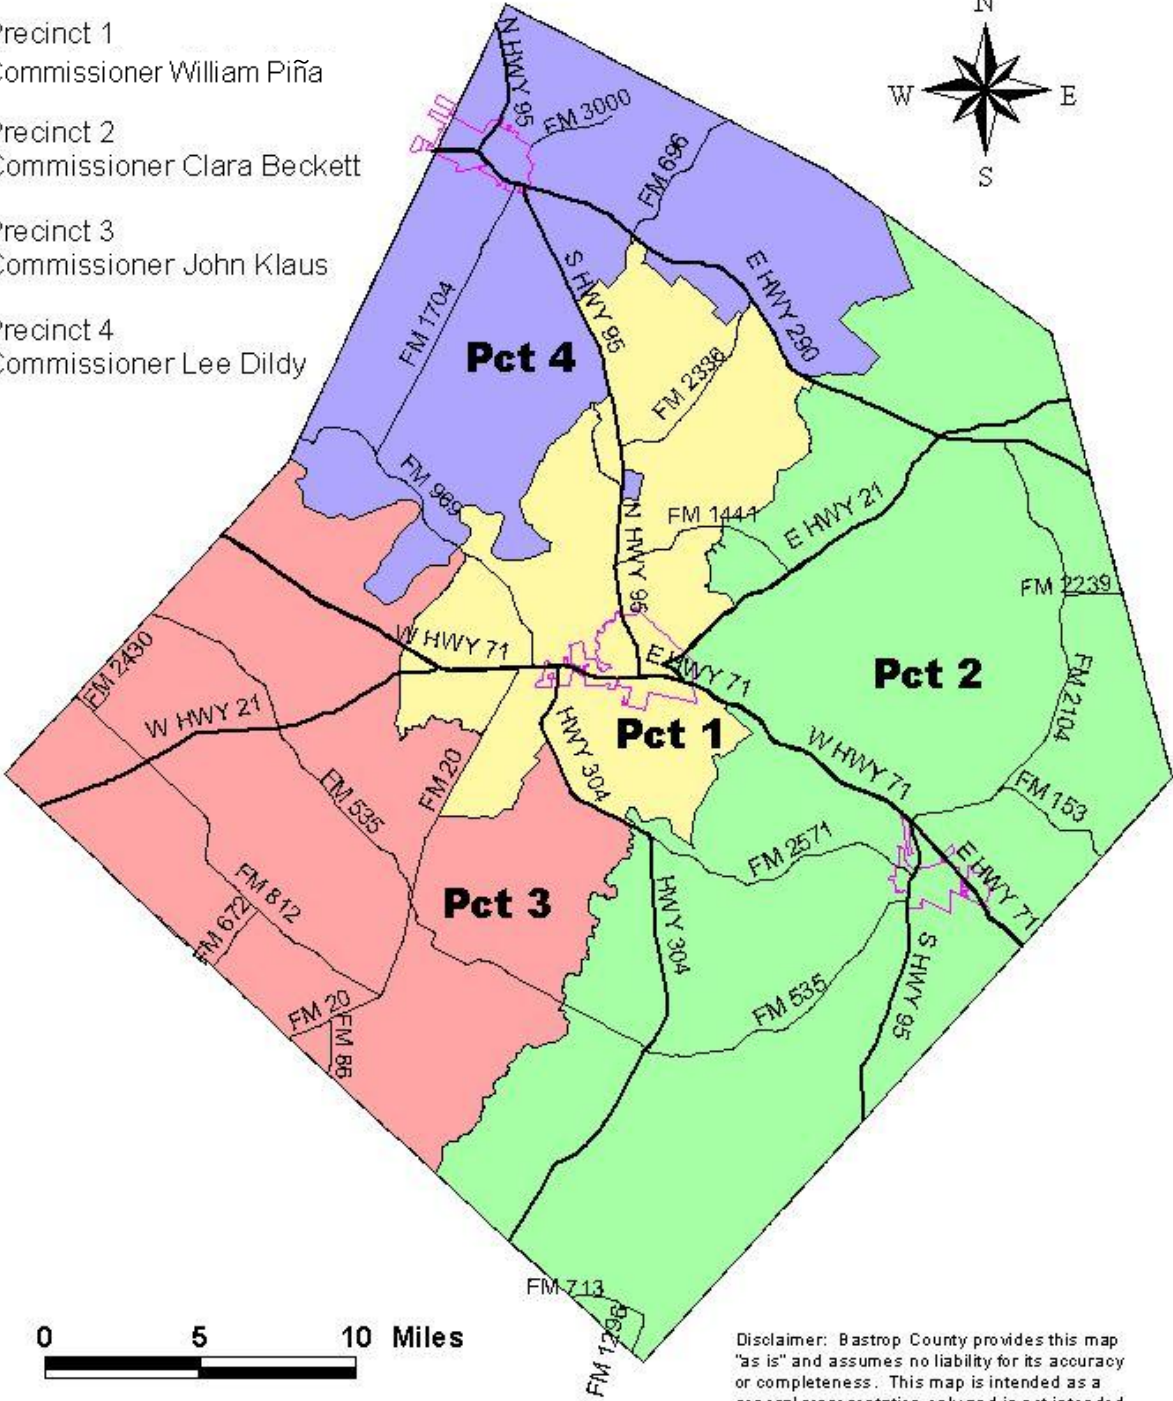 Precinct 1
Commissioner William Piña
Precinct 2
Commissioner Clara Beckett
Precinct 3
Commissioner John Klaus
Precinct 4
Commissioner Lee Dildy
N
W
E
S
N HWY 95
FM 3000
FM 696
FM 1704
S HWY 95
E HWY 290
Pct 4
FM 2336
FM 969
N HWY 95
FM 1441
E HWY 21
FM 2239
W HWY 71
E HWY 71
Pct 2
FM 2430
W HWY 21
FM 2104
Pct 1
HWY 304
W HWY 71
FM 20
FM 535
FM 153
FM 2571
E HWY 71
FM 812
Pct 3
HWY 304
FM 672
S HWY 95
FM 535
FM 20
FM 86
FM 713
FM 1296
0 5 10 Miles
Disclaimer: Bastrop County provides this map
"as is" and assumes no liability for its accuracy
or completeness. This map is intended as a